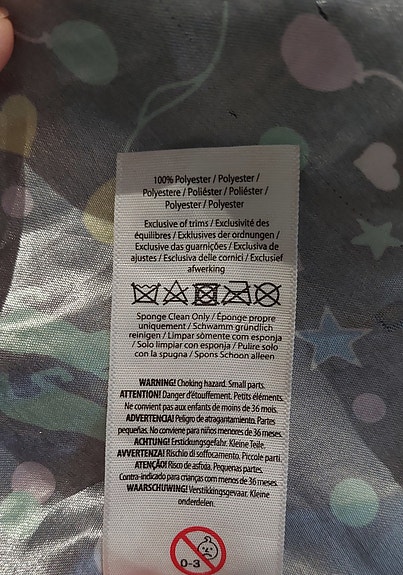 100% Polyester / Polyester /
Polyestere / Poliéster / Poliéster /
Polyester / Polyester
Exclusive of trims / Exclusivité des
équilibres / Exklusives der ordnungen /
Exclusive das guarnições / Exclusiva de
ajustes / Esclusiva delle cornici / Exclusief
afwerking
Sponge Clean Only / Éponge propre
uniquement / Schwamm gründlich
reinigen / Limpar sòmente com esponja
/ Solo limpiar con esponja / Pulire solo
con la spugna / Spons Schoon alleen
WARNING! Choking hazard. Small parts.
ATTENTION! Danger d'étouffement. Petits éléments.
Ne convient pas aux enfants de moins de 36 mois.
ADVERTENCIA! Peligro de atragantamiento. Partes
pequeñas. No conviene para niños menores de 36 meses.
ACHTUNG! Erstickungsgefahr. Kleine Teile.
AVVERTENZA! Rischio di soffocamento. Piccole parti.
ATENÇÃO! Risco de asfixia. Pequenas partes.
Contra-indicado para crianças com menos de 36 meses.
WAARSCHUWING! Verstikkingsgevaar. Kleine
onderdelen.
0-3